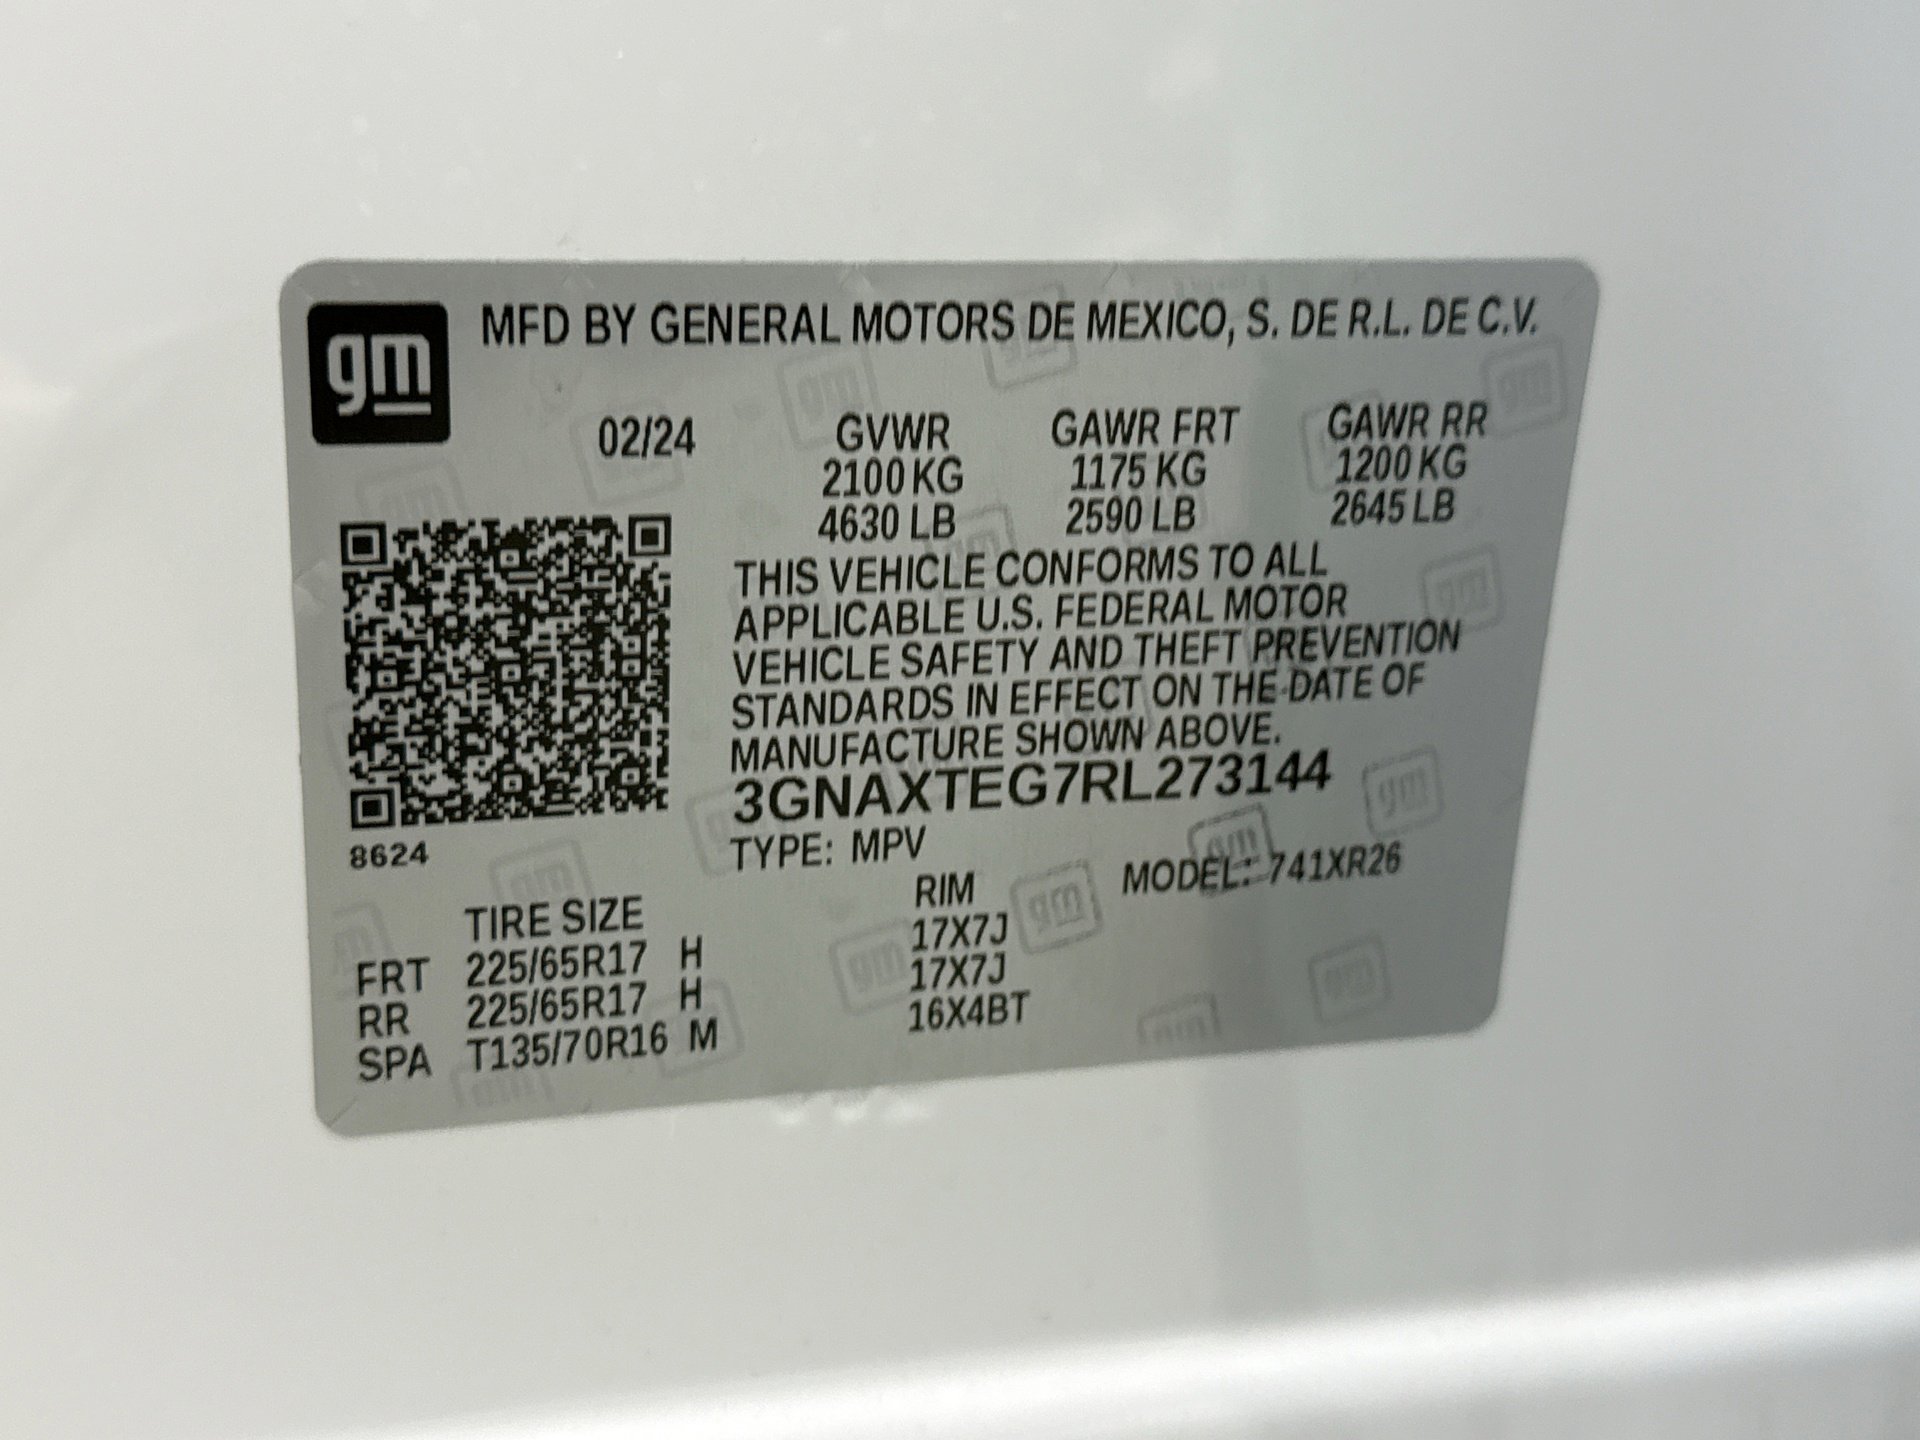 gm
MFD BY GENERAL MOTORS DE MEXICO, S. DE R.L. DE C.V.
02/24 GVWR GAWR FRT GAWR RR
2100 KG 1175 KG 1200 KG
4630 LB 2590 LB 2645 LB
THIS VEHICLE CONFORMS TO ALL
APPLICABLE U.S. FEDERAL MOTOR
VEHICLE SAFETY AND THEFT PREVENTION
STANDARDS IN EFFECT ON THE DATE OF
MANUFACTURE SHOWN ABOVE.
3GNAXTEG7RL273144
8624
TYPE: MPV MODEL: 741XR26
TIRE SIZE RIM
FRT 225/65R17 H 17X7J
RR 225/65R17 H 17X7J
SPA T135/70R16 M 16X4BT